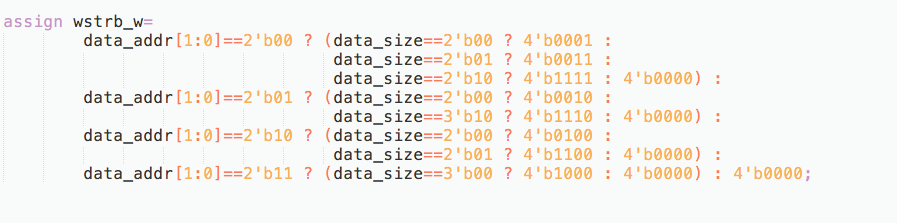 assign wstrb_w=
data_addr[1:0]==2'b00 ? (data_size==2'b00 ? 4'b0001 :
data_size==2'b01 ? 4'b0011 :
data_size==2'b10 ? 4'b1111 : 4'b0000) :
data_addr[1:0]==2'b01 ? (data_size==2'b00 ? 4'b0010 :
data_size==3'b10 ? 4'b1110 : 4'b0000) :
data_addr[1:0]==2'b10 ? (data_size==2'b00 ? 4'b0100 :
data_size==2'b01 ? 4'b1100 : 4'b0000) :
data_addr[1:0]==2'b11 ? (data_size==3'b00 ? 4'b1000 : 4'b0000) : 4'b0000;